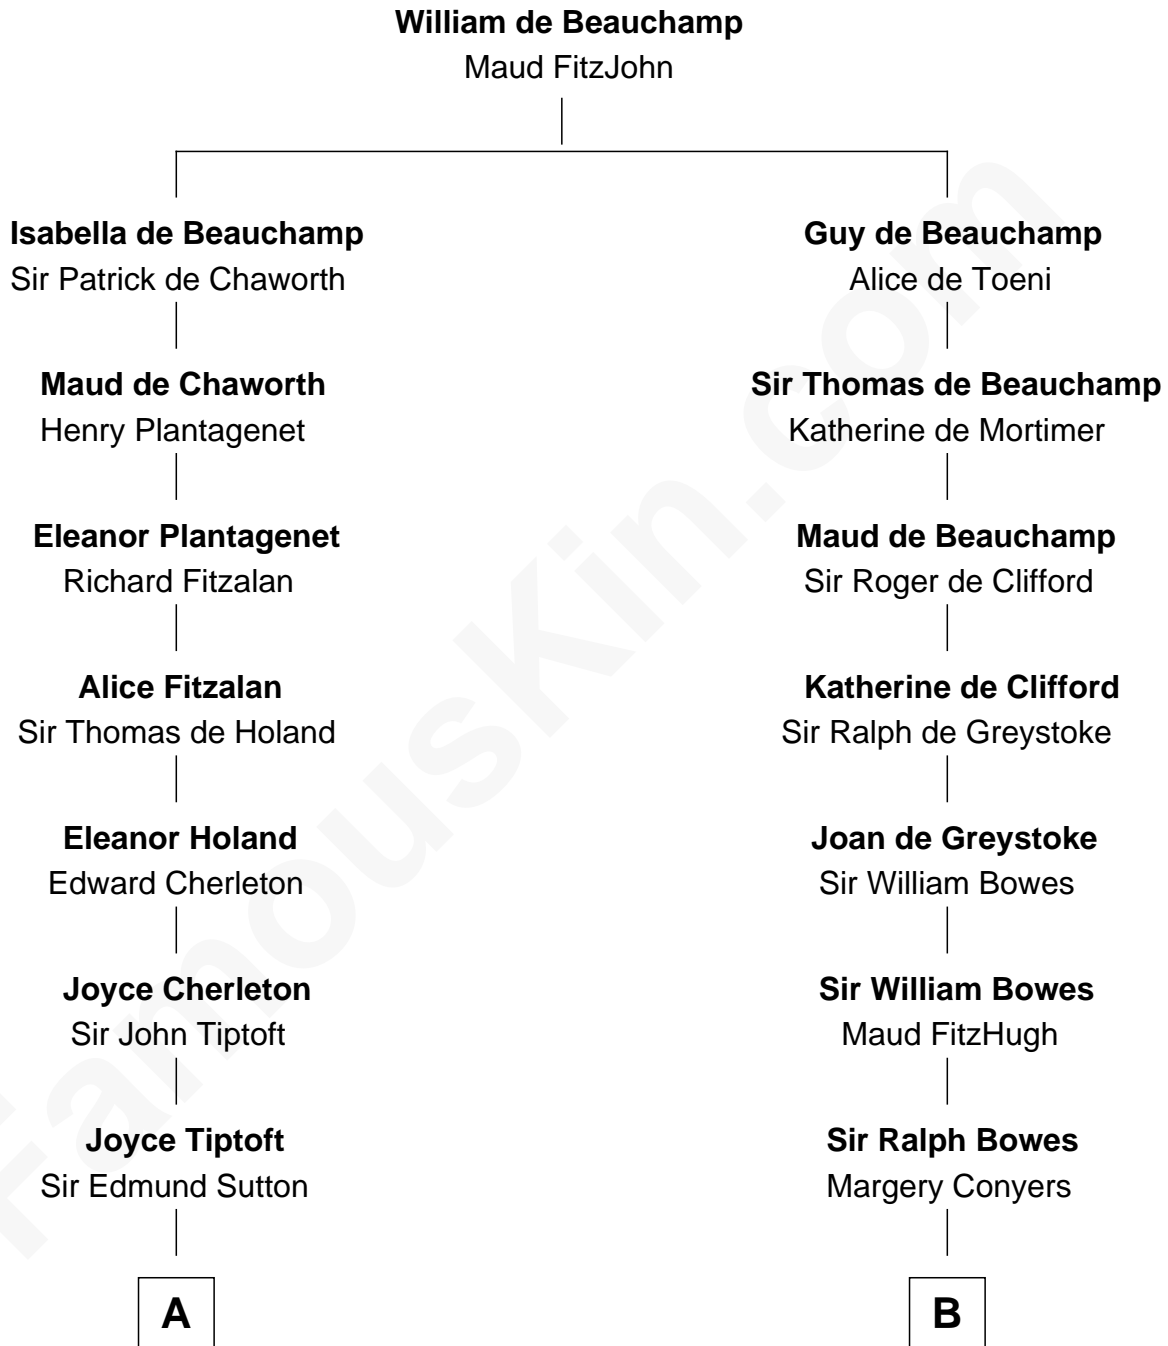 William de Beauchamp
Maud FitzJohn
Isabella de Beauchamp
Sir Patrick de Chaworth
Guy de Beauchamp
Alice de Toeni
Maud de Chaworth
Henry Plantagenet
Sir Thomas de Beauchamp
Katherine de Mortimer
Eleanor Plantagenet
Richard Fitzalan
Maud de Beauchamp
Sir Roger de Clifford
Alice Fitzalan
Sir Thomas de Holand
Katherine de Clifford
Sir Ralph de Greystoke
Eleanor Holand
Edward Cherleton
Joan de Greystoke
Sir William Bowes
Joyce Cherleton
Sir John Tiptoft
Sir William Bowes
Maud FitzHugh
Joyce Tiptoft
Sir Edmund Sutton
Sir Ralph Bowes
Margery Conyers
A
B
FamousKin.com